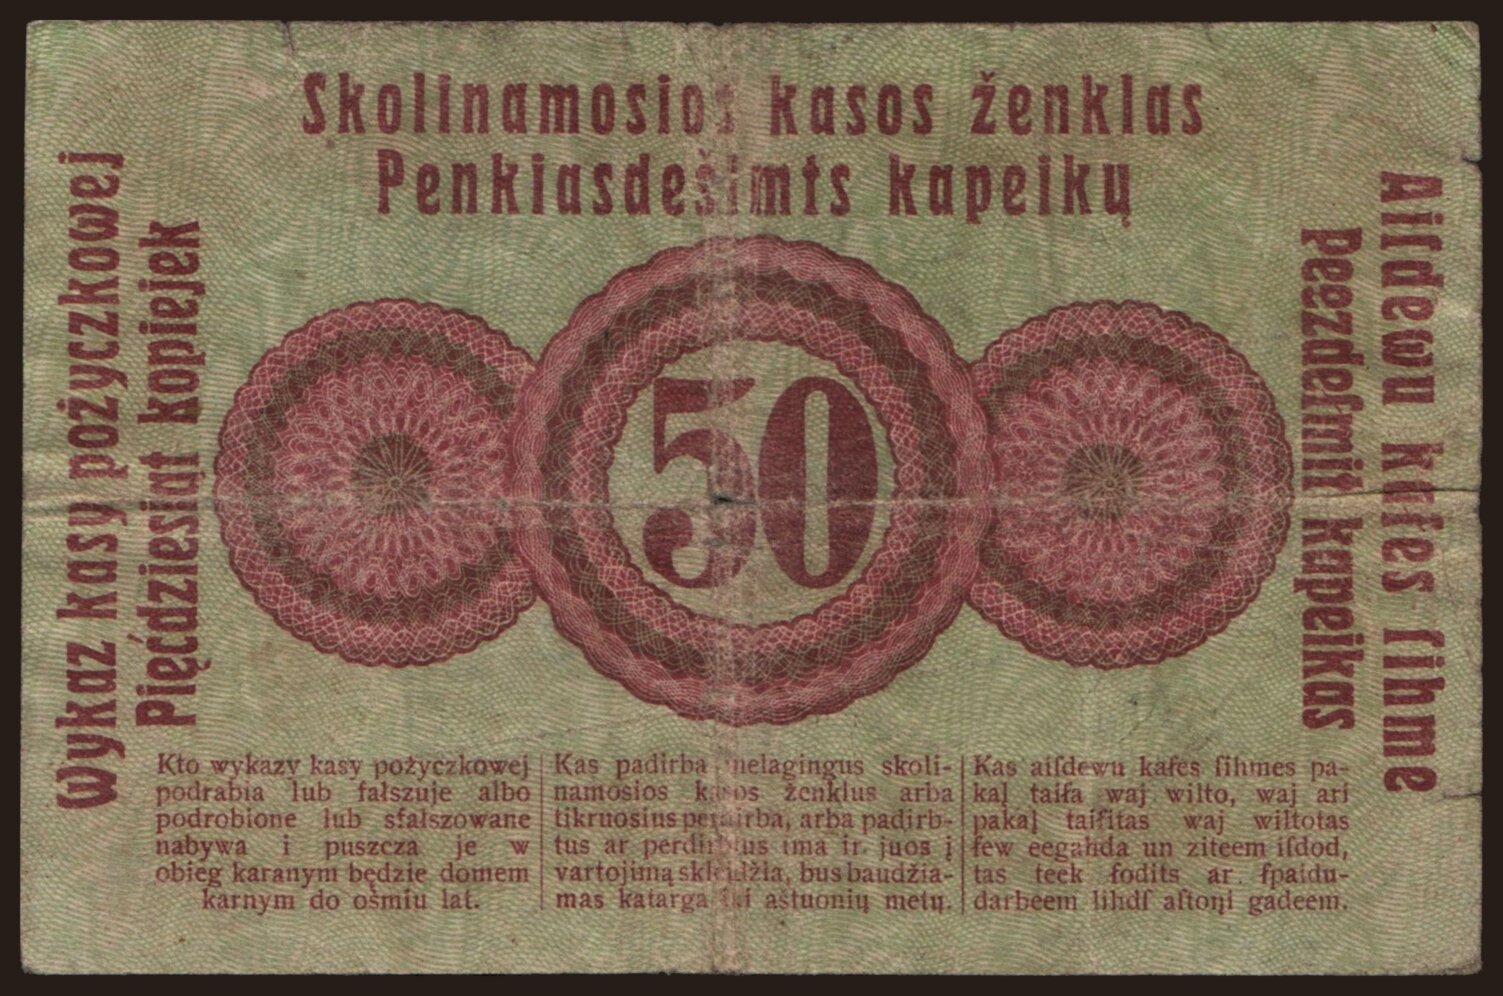 Skolinamosios kasos ženklas
Penkiasdešimts kapeikų
Wykaz kasy pożyczkowej
Pięćdziesiąt kopiejek
Aiſdewu kaſes ſihme
Peezdeſmit kapeikas
50
Kto wykazy kasy pożyczkowej
podrabia lub fałszuje albo
podrobione lub sfałszowane
nabywa i puszcza je w
obieg karanym będzie domem
karnym do ośmiu lat.
Kas padirba melagingus skoli-
namosios kasos ženklus arba
tikruosius perdirba, arba padirb-
tus ar perdirbtus ima ir juos į
vartojimą skleidžia, bus baudžia-
mas katarga iki aštuonių metų.
Kas aiſdewu kaſes ſihmes pa-
kaļ taiſa waj wilto, waj ari
pakaļ taiſitas waj wiltotas
ſew eegahda un ziteem iſdod,
tas teek ſodits ar ſpaidu-
darbeem lihdſ aſtoņi gadeem.